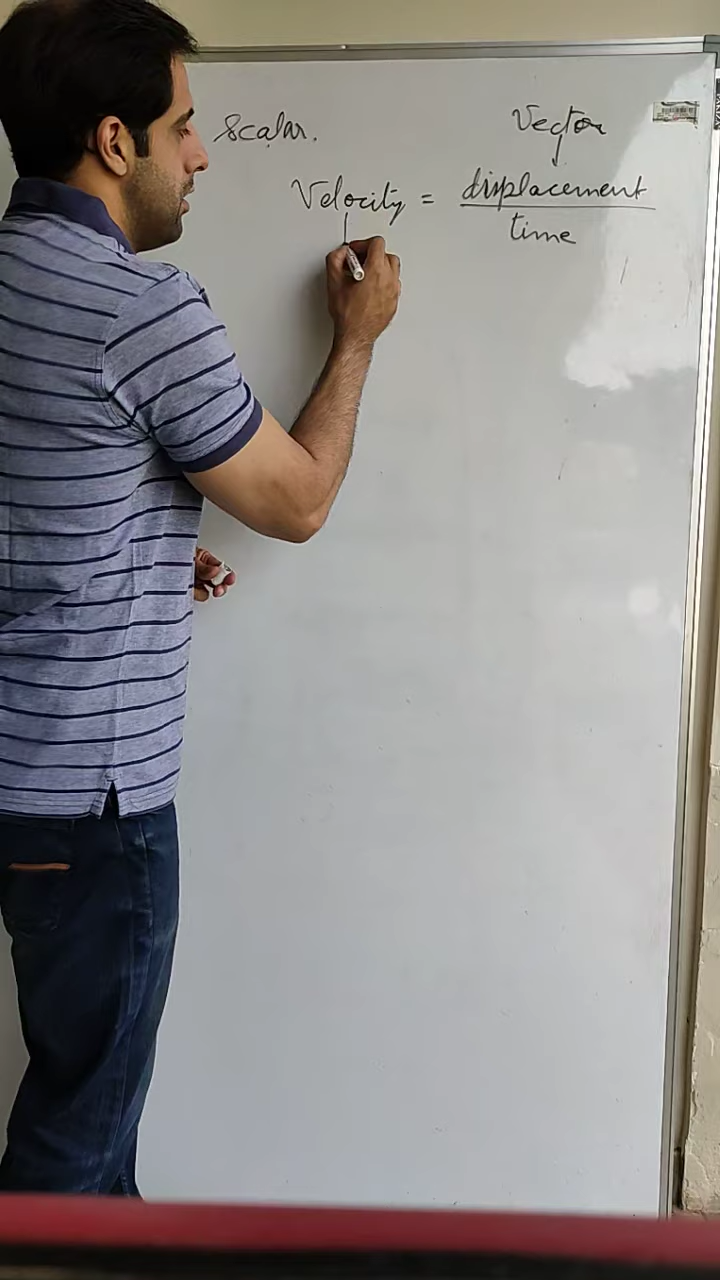 Scalar. Vector
Velocity = displacement
time